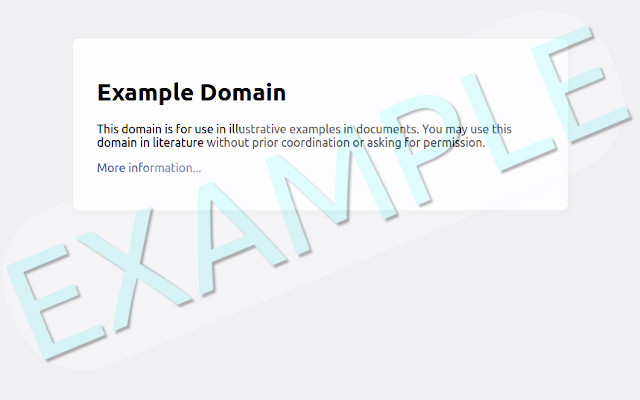 Example Domain
This domain is for use in illustrative examples in documents. You may use this
domain in literature without prior coordination or asking for permission.
More information...
EXAMPLE